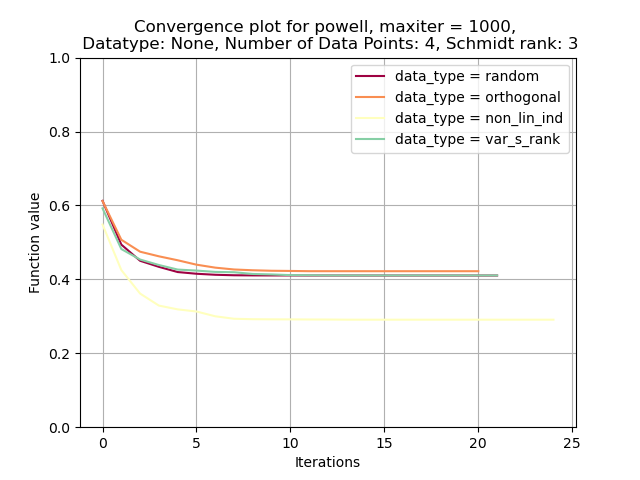 Convergence plot for powell, maxiter = 1000,
Datatype: None, Number of Data Points: 4, Schmidt rank: 3
data_type = random
data_type = orthogonal
data_type = non_lin_ind
data_type = var_s_rank
1.0
0.8
0.6
0.4
0.2
0.0
Function value
0
5
10
15
20
25
Iterations